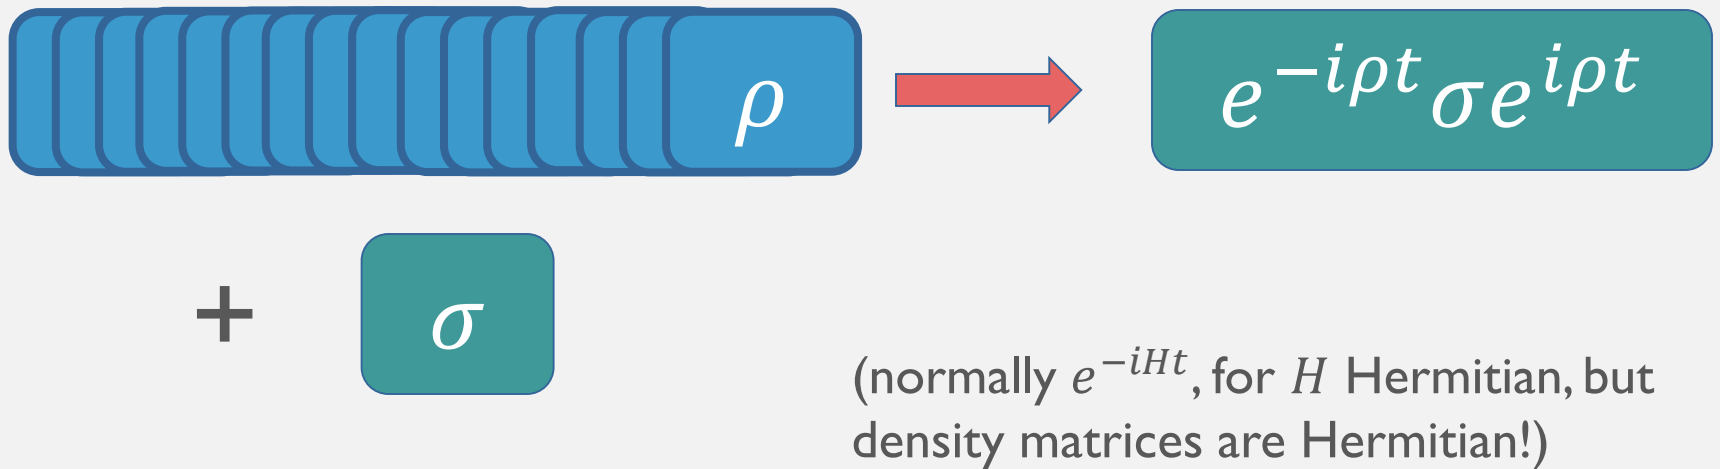 ρ
e^{−iρt}σe^{iρt}
+
σ
(normally e^{−iHt}, for H Hermitian, but
density matrices are Hermitian!)